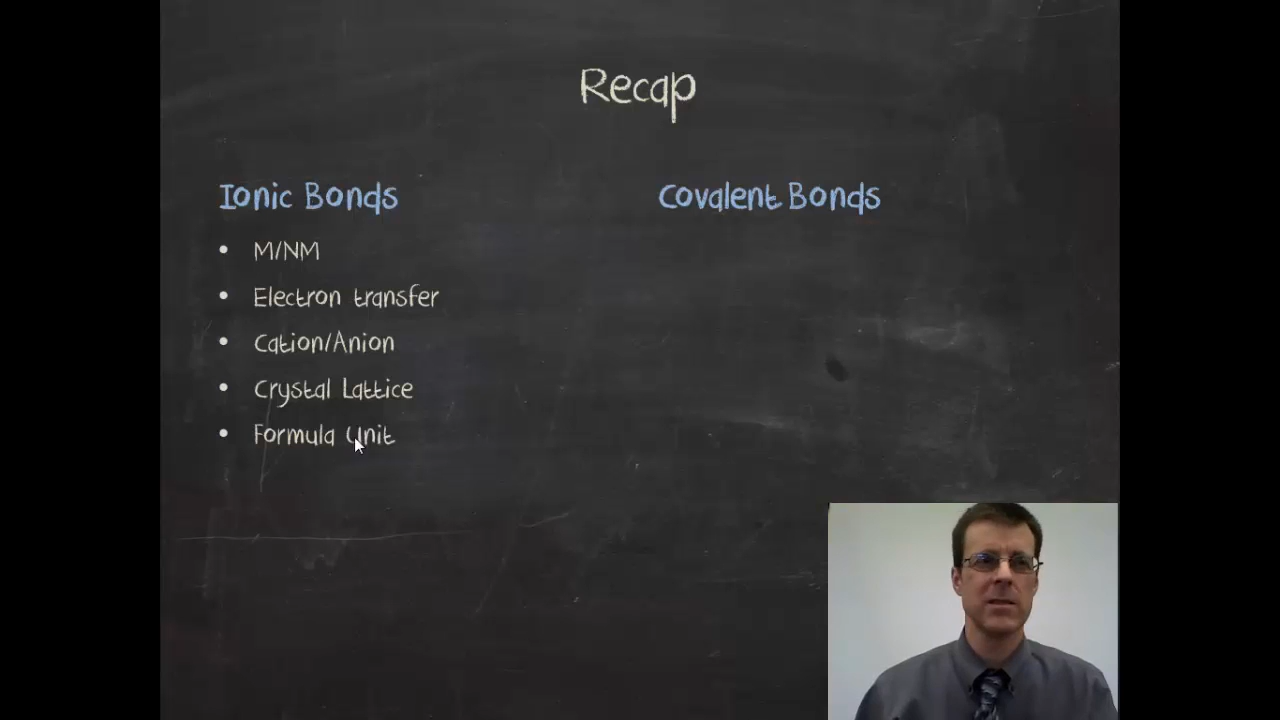 Recap
Ionic Bonds
• M/NM
• Electron transfer
• Cation/Anion
• Crystal Lattice
• Formula Unit
Covalent Bonds